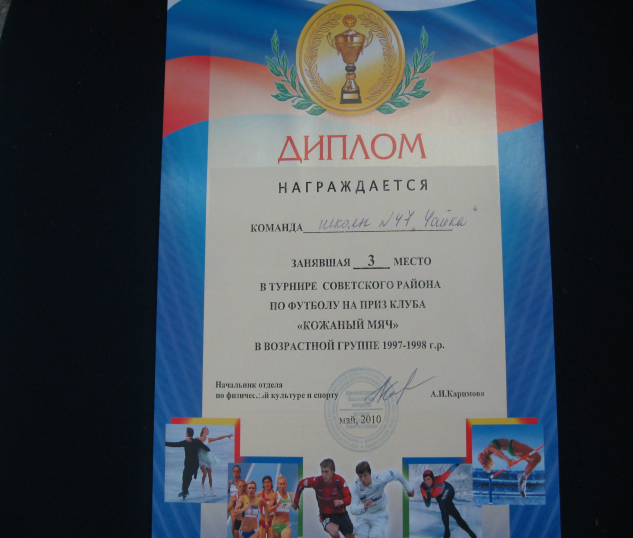 ДИПЛОМ
НАГРАЖДАЕТСЯ
КОМАНДА школы №47 „Чайка"
ЗАНЯВШАЯ 3 МЕСТО
В ТУРНИРЕ СОВЕТСКОГО РАЙОНА
ПО ФУТБОЛУ НА ПРИЗ КЛУБА
«КОЖАНЫЙ МЯЧ»
В ВОЗРАСТНОЙ ГРУППЕ 1997-1998 г.р.
Начальник отдела
по физической культуре и спорту А.И.Каримова
май, 2010